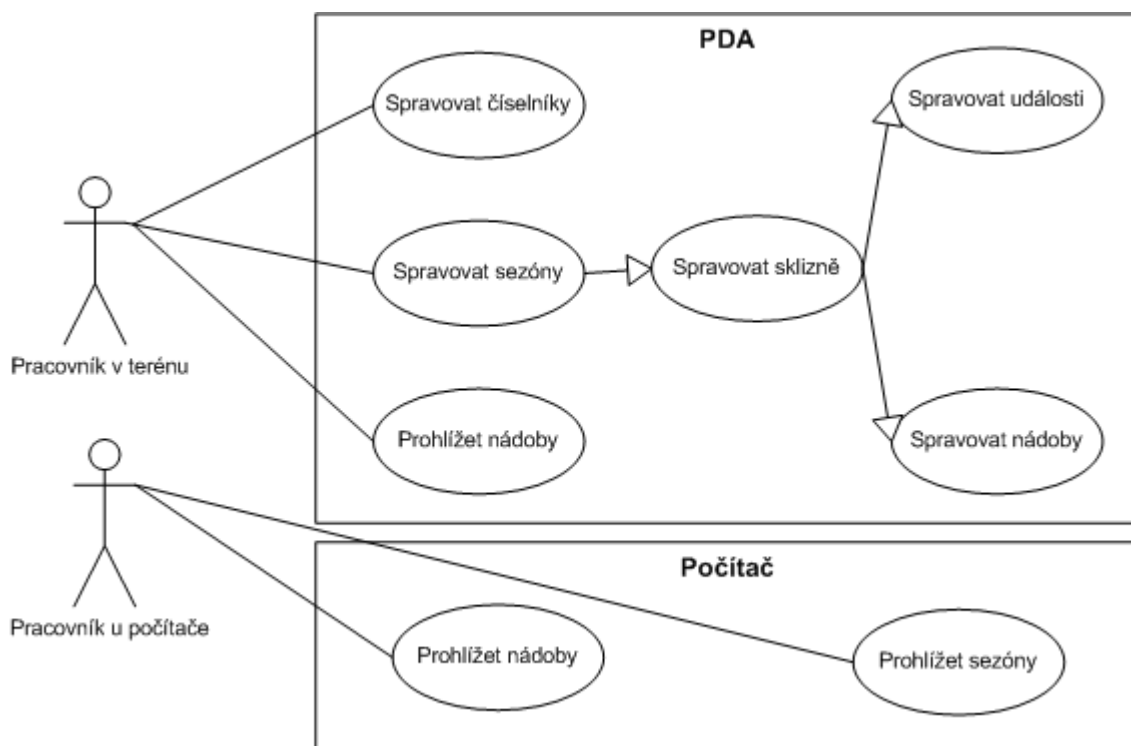 PDA
Spravovat číselníky
Spravovat události
Spravovat sezóny
Spravovat sklizně
Pracovník v terénu
Prohlížet nádoby
Spravovat nádoby
Počítač
Pracovník u počítače
Prohlížet nádoby
Prohlížet sezóny